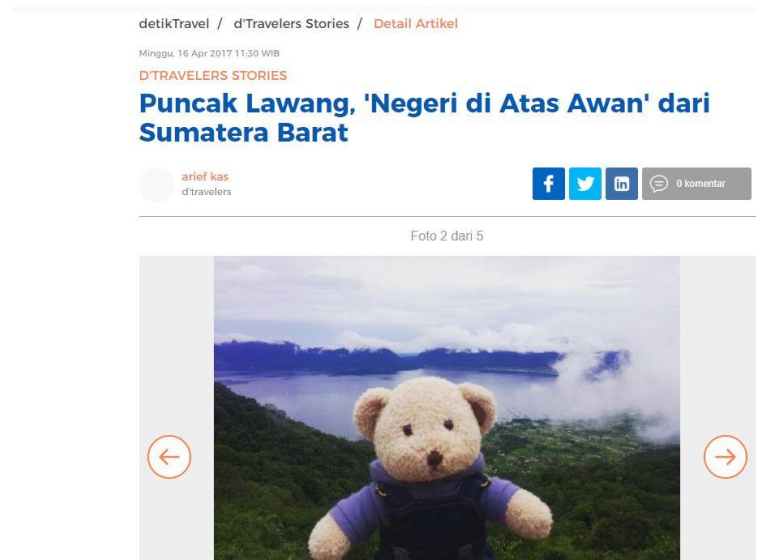 detikTravel / d'Travelers Stories / Detail Artikel
Minggu, 16 Apr 2017 11:30 WIB
D'TRAVELERS STORIES
Puncak Lawang, 'Negeri di Atas Awan' dari
Sumatera Barat
arief kas
d'travelers
f in 0 komentar
Foto 2 dari 5